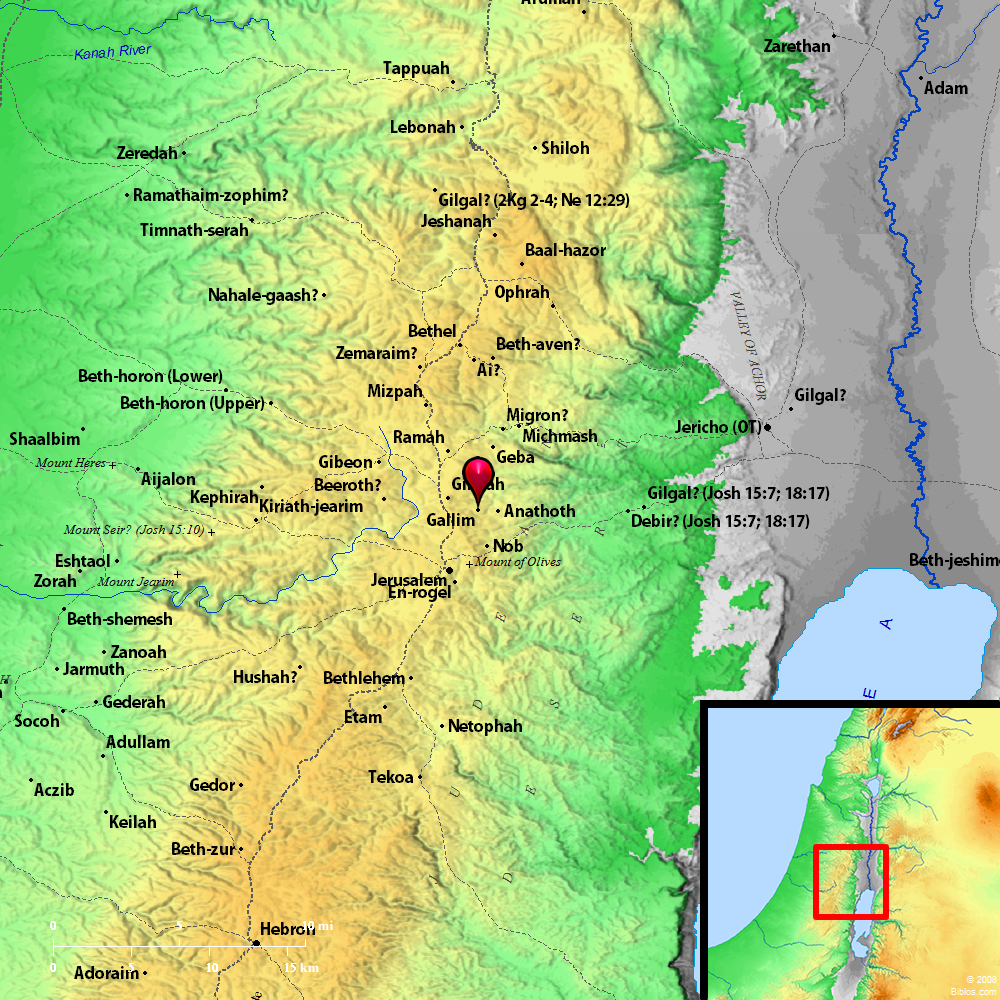 Kanah River
Zarethan
Tappuah
Adam
Lebonah
Shiloh
Zeredah
Ramathaim-zophim?
Gilgal? (2Kg 2-4; Ne 12:29)
Jeshanah
Timnath-serah
Baal-hazor
Nahale-gaash?
Ophrah
VALLEY OF ACHOR
Bethel
Beth-aven?
Zemaraim?
Ai?
Beth-horon (Lower)
Mizpah
Gilgal?
Beth-horon (Upper)
Migron?
Jericho (OT)
Shaalbim
Ramah
Michmash
Mount Heres
Gibeon
Geba
Aijalon
Beeroth?
Kephirah
Gilgal? (Josh 15:7; 18:17)
Kiriath-jearim
Gallim
Anathoth
Debir? (Josh 15:7; 18:17)
Mount Seir? (Josh 15:10)
Nob
Eshtaol
Mount of Olives
Beth-jeshim
Zorah
Mount Jearim
Jerusalem
En-rogel
Beth-shemesh
Zanoah
Jarmuth
Hushah?
Bethlehem
Gederah
Socoh
Etam
Netophah
Adullam
Tekoa
Aczib
Gedor
Keilah
Beth-zur
Hebron
0 5 10 mi
0 5 10 15 km
Adoraim
© 2008
Biblos.com